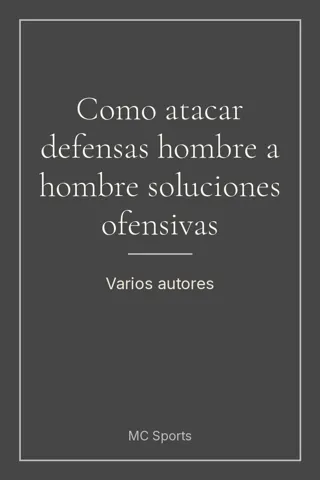 Como atacar
defensas hombre a
hombre soluciones
ofensivas
Varios autores
MC Sports